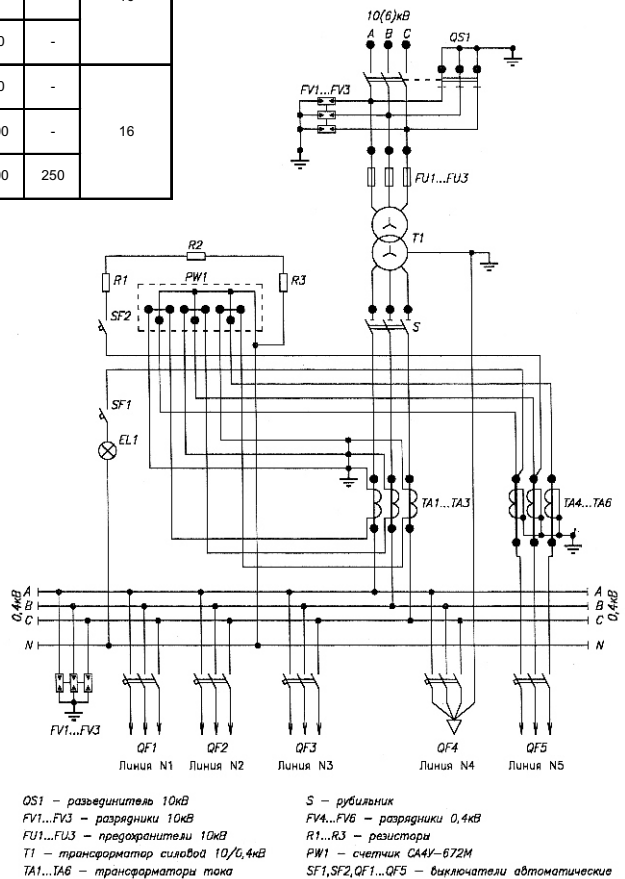 0 -
0 -
00 - 16
00 250
10(6)кВ
A B C
QS1
FV1...FV3
FU1...FU3
T1
R2
R1 PW1 R3
SF2
S
SF1
EL1
TA1...TA3 TA4...TA6
0,4кВ A A 0,4кВ
B B
C C
N N
FV1...FV3
QF1 QF2 QF3 QF4 QF5
Линия N1 Линия N2 Линия N3 Линия N4 Линия N5
QS1 – разъединитель 10кВ
FV1...FV3 – разрядники 10кВ
FU1...FU3 – предохранители 10кВ
T1 – трансформатор силовой 10/0,4кВ
TA1...TA6 – трансформаторы тока
S – рубильник
FV4...FV6 – разрядники 0,4кВ
R1...R3 – резисторы
PW1 – счетчик СА4У–672М
SF1,SF2,QF1...QF5 – выключатели автоматические